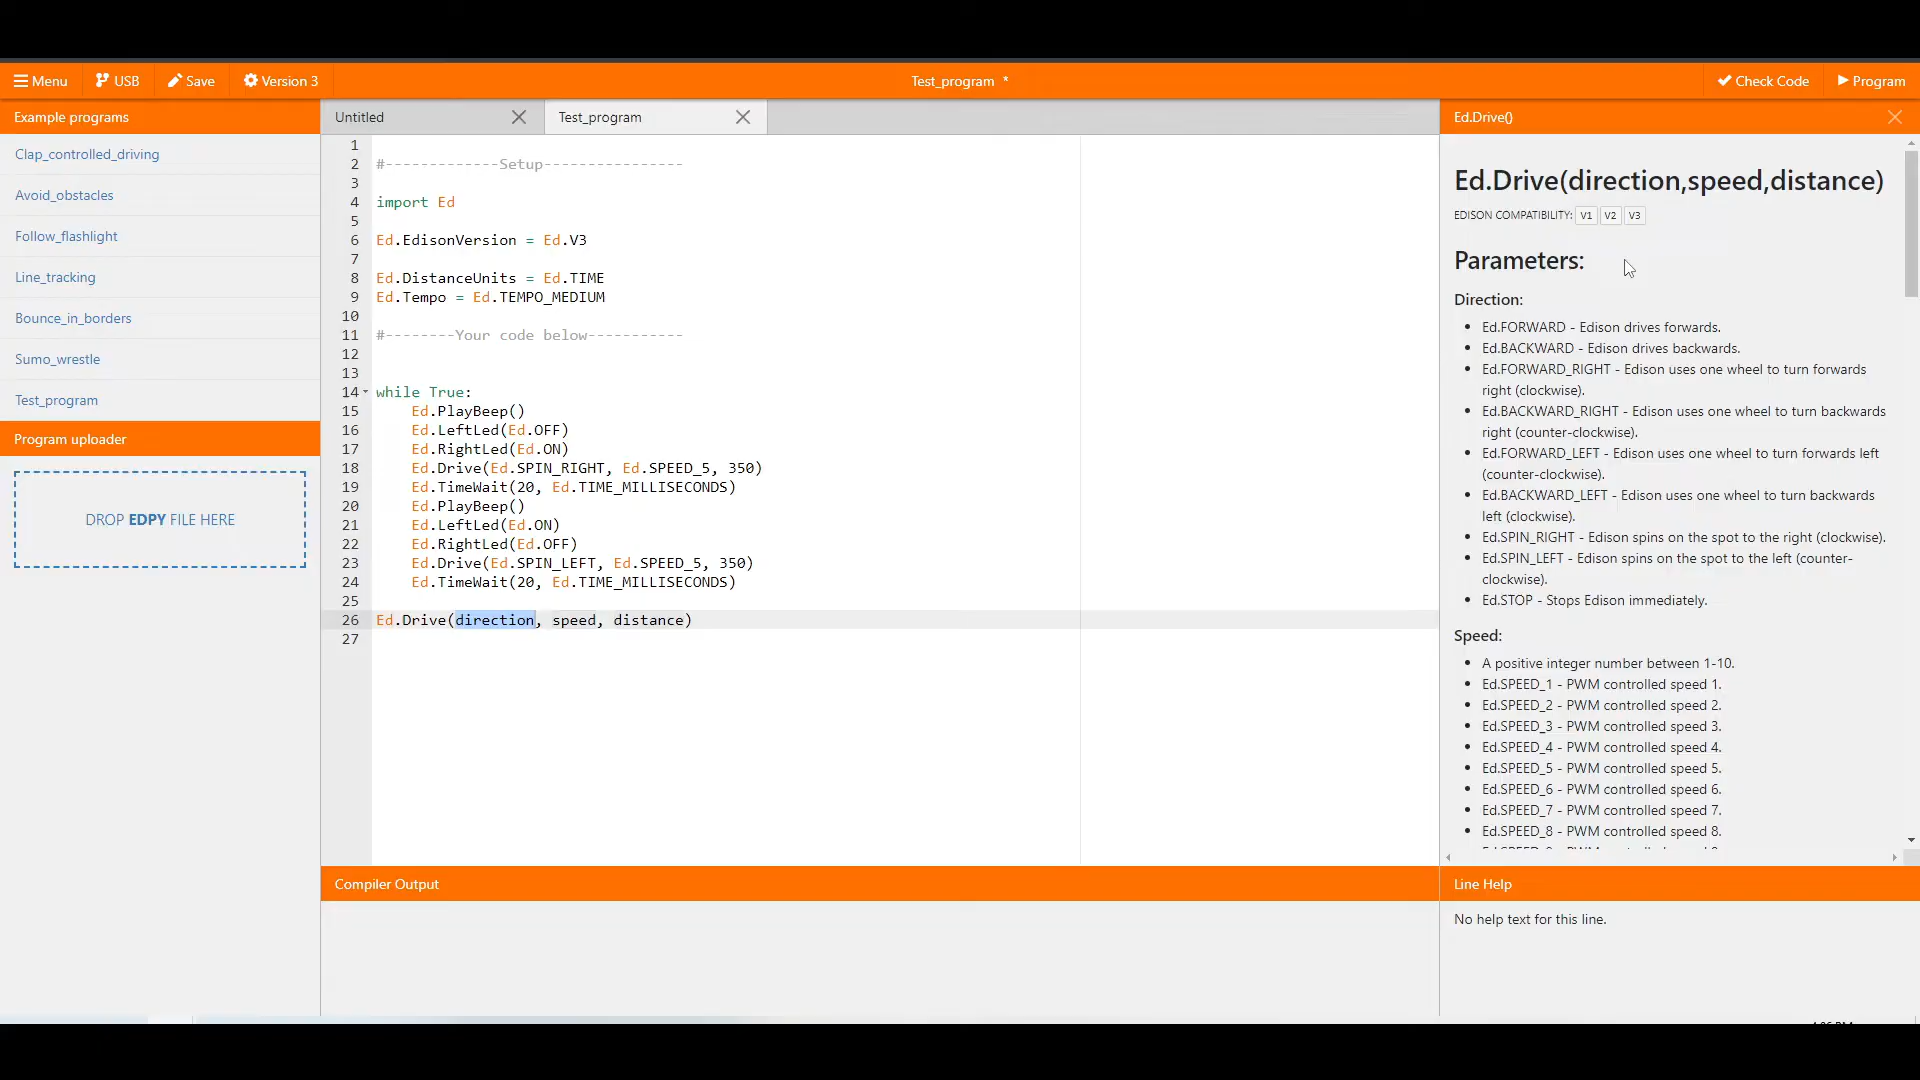 Menu
USB
Save
Version 3
Test_program *
Check Code
Program
Example programs
Clap_controlled_driving
Avoid_obstacles
Follow_flashlight
Line_tracking
Bounce_in_borders
Sumo_wrestle
Test_program
Program uploader
DROP EDPY FILE HERE
Untitled
Test_program
1
2 #-------------Setup----------------
3
4 import Ed
5
6 Ed.EdisonVersion = Ed.V3
7
8 Ed.DistanceUnits = Ed.TIME
9 Ed.Tempo = Ed.TEMPO_MEDIUM
10
11 #--------Your code below-----------
12
13
14 while True:
15     Ed.PlayBeep()
16     Ed.LeftLed(Ed.OFF)
17     Ed.RightLed(Ed.ON)
18     Ed.Drive(Ed.SPIN_RIGHT, Ed.SPEED_5, 350)
19     Ed.TimeWait(20, Ed.TIME_MILLISECONDS)
20     Ed.PlayBeep()
21     Ed.LeftLed(Ed.ON)
22     Ed.RightLed(Ed.OFF)
23     Ed.Drive(Ed.SPIN_LEFT, Ed.SPEED_5, 350)
24     Ed.TimeWait(20, Ed.TIME_MILLISECONDS)
25
26 Ed.Drive(direction, speed, distance)
27
Compiler Output
Ed.Drive()
Ed.Drive(direction,speed,distance)
EDISON COMPATIBILITY: V1 V2 V3
Parameters:
Direction:
Ed.FORWARD - Edison drives forwards.
Ed.BACKWARD - Edison drives backwards.
Ed.FORWARD_RIGHT - Edison uses one wheel to turn forwards
right (clockwise).
Ed.BACKWARD_RIGHT - Edison uses one wheel to turn backwards
right (counter-clockwise).
Ed.FORWARD_LEFT - Edison uses one wheel to turn forwards left
(counter-clockwise).
Ed.BACKWARD_LEFT - Edison uses one wheel to turn backwards
left (clockwise).
Ed.SPIN_RIGHT - Edison spins on the spot to the right (clockwise).
Ed.SPIN_LEFT - Edison spins on the spot to the left (counter-
clockwise).
Ed.STOP - Stops Edison immediately.
Speed:
A positive integer number between 1-10.
Ed.SPEED_1 - PWM controlled speed 1.
Ed.SPEED_2 - PWM controlled speed 2.
Ed.SPEED_3 - PWM controlled speed 3.
Ed.SPEED_4 - PWM controlled speed 4.
Ed.SPEED_5 - PWM controlled speed 5.
Ed.SPEED_6 - PWM controlled speed 6.
Ed.SPEED_7 - PWM controlled speed 7.
Ed.SPEED_8 - PWM controlled speed 8.
Line Help
No help text for this line.